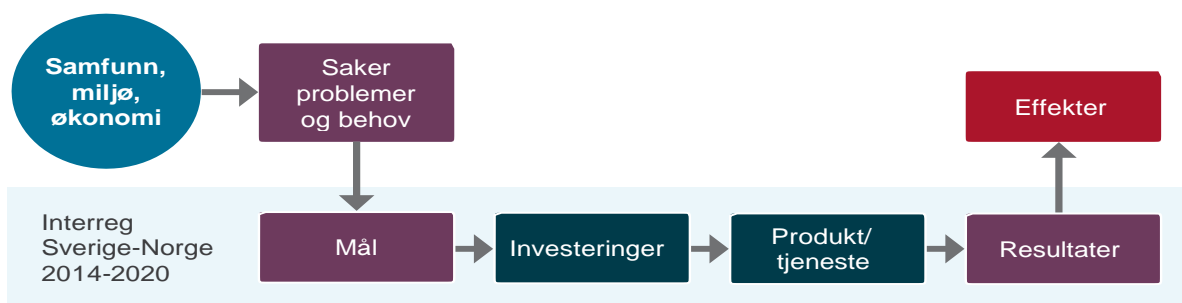 Samfunn,
miljø,
økonomi
Saker
problemer
og behov
Effekter
Interreg
Sverige-Norge
2014-2020
Mål
Investeringer
Produkt/
tjeneste
Resultater